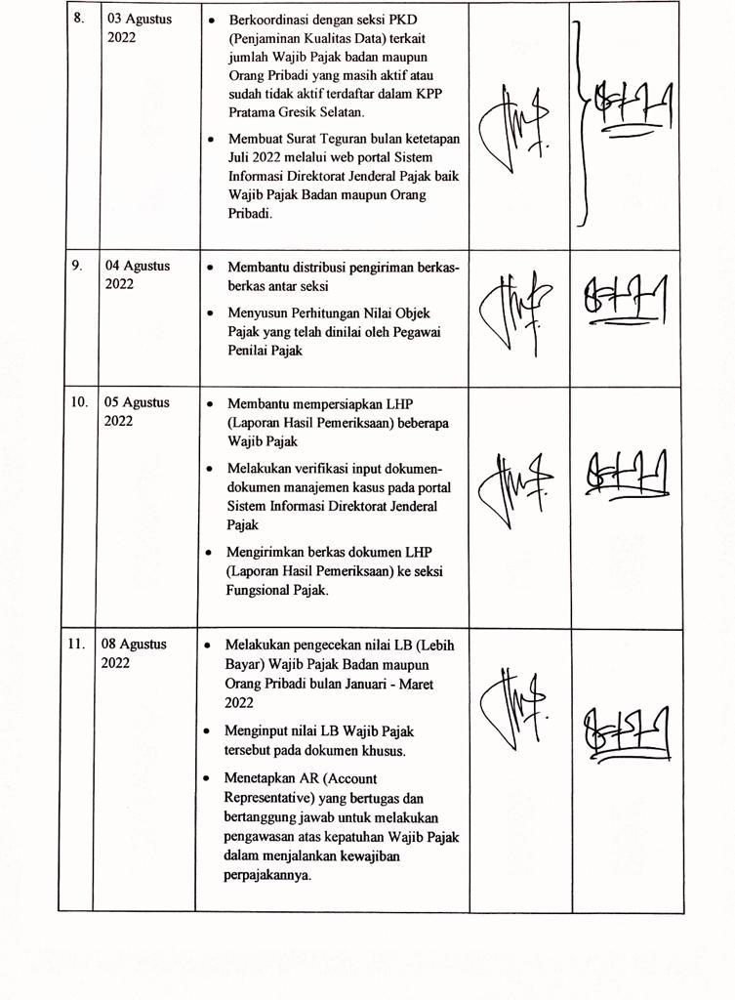 8.
03 Agustus
2022
• Berkoordinasi dengan seksi PKD
(Penjaminan Kualitas Data) terkait
jumlah Wajib Pajak badan maupun
Orang Pribadi yang masih aktif atau
sudah tidak aktif terdaftar dalam KPP
Pratama Gresik Selatan.
• Membuat Surat Teguran bulan ketetapan
Juli 2022 melalui web portal Sistem
Informasi Direktorat Jenderal Pajak baik
Wajib Pajak Badan maupun Orang
Pribadi.
9.
04 Agustus
2022
• Membantu distribusi pengiriman berkas-
berkas antar seksi
• Menyusun Perhitungan Nilai Objek
Pajak yang telah dinilai oleh Pegawai
Penilai Pajak
10.
05 Agustus
2022
• Membantu mempersiapkan LHP
(Laporan Hasil Pemeriksaan) beberapa
Wajib Pajak
• Melakukan verifikasi input dokumen-
dokumen manajemen kasus pada portal
Sistem Informasi Direktorat Jenderal
Pajak
• Mengirimkan berkas dokumen LHP
(Laporan Hasil Pemeriksaan) ke seksi
Fungsional Pajak.
11.
08 Agustus
2022
• Melakukan pengecekan nilai LB (Lebih
Bayar) Wajib Pajak Badan maupun
Orang Pribadi bulan Januari - Maret
2022
• Menginput nilai LB Wajib Pajak
tersebut pada dokumen khusus.
• Menetapkan AR (Account
Representative) yang bertugas dan
bertanggung jawab untuk melakukan
pengawasan atas kepatuhan Wajib Pajak
dalam menjalankan kewajiban
perpajakannya.